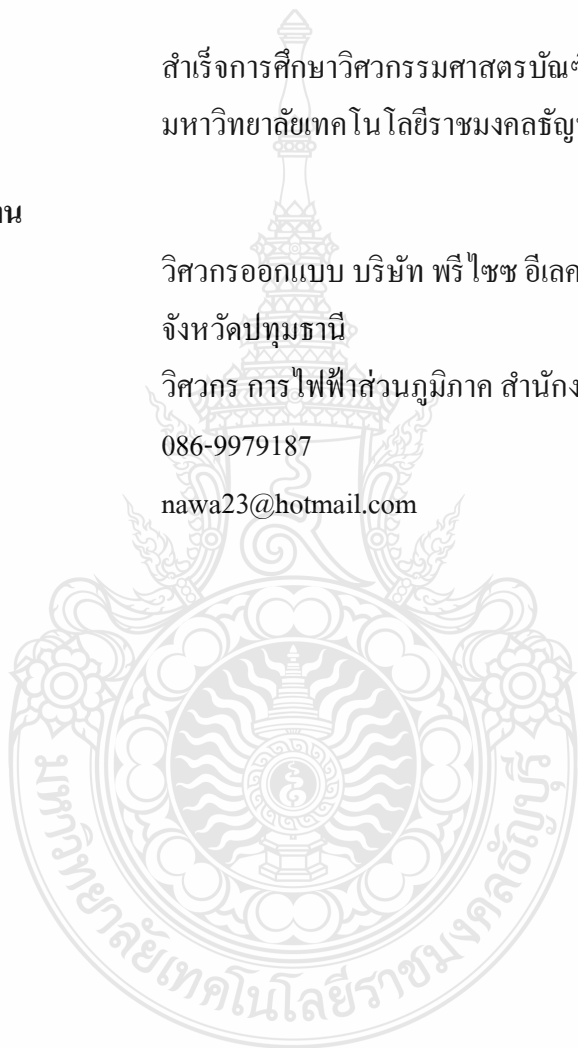 สำเร็จการศึกษาวิศวกรรมศาสตรบัณ
มหาวิทยาลัยเทคโนโลยีราชมงคลธัญ
วิศวกรออกแบบ บริษัท พรีไซซ อีเลค
จังหวัดปทุมธานี
วิศวกร การไฟฟ้าส่วนภูมิภาค สำนักง
086-9979187
nawa23@hotmail.com
มหาวิทยาลัยเทคโนโลยีราชมงคลธัญบุรี